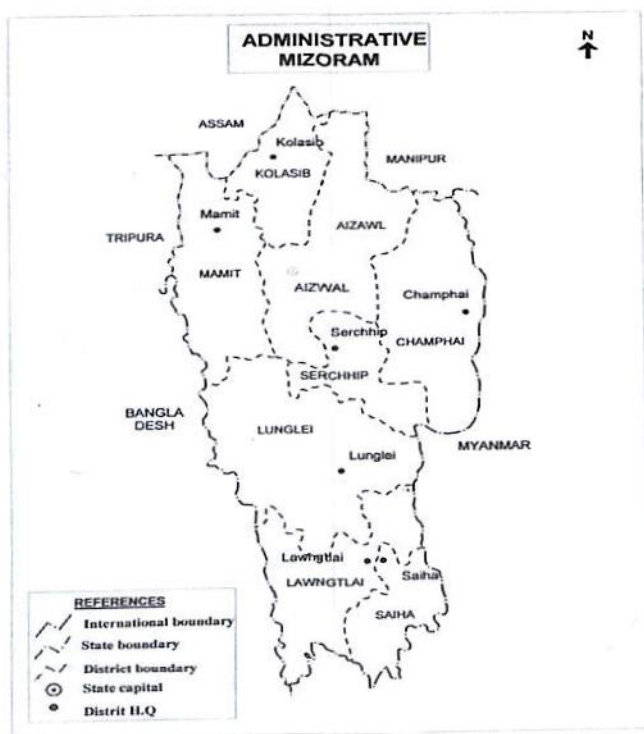 ADMINISTRATIVE
MIZORAM
N
ASSAM
Kolasib
KOLASIB
MANIPUR
Mamit
AIZAWL
TRIPURA
MAMIT
AIZWAL
Champhai
Serchhip
CHAMPHAI
SERCHHIP
BANGLA
DESH
LUNGLEI
MYANMAR
Lunglei
Lawngtlai
Saiha
LAWNGTLAI
SAIHA
REFERENCES
International boundary
State boundary
District boundary
State capital
Distrit H.Q